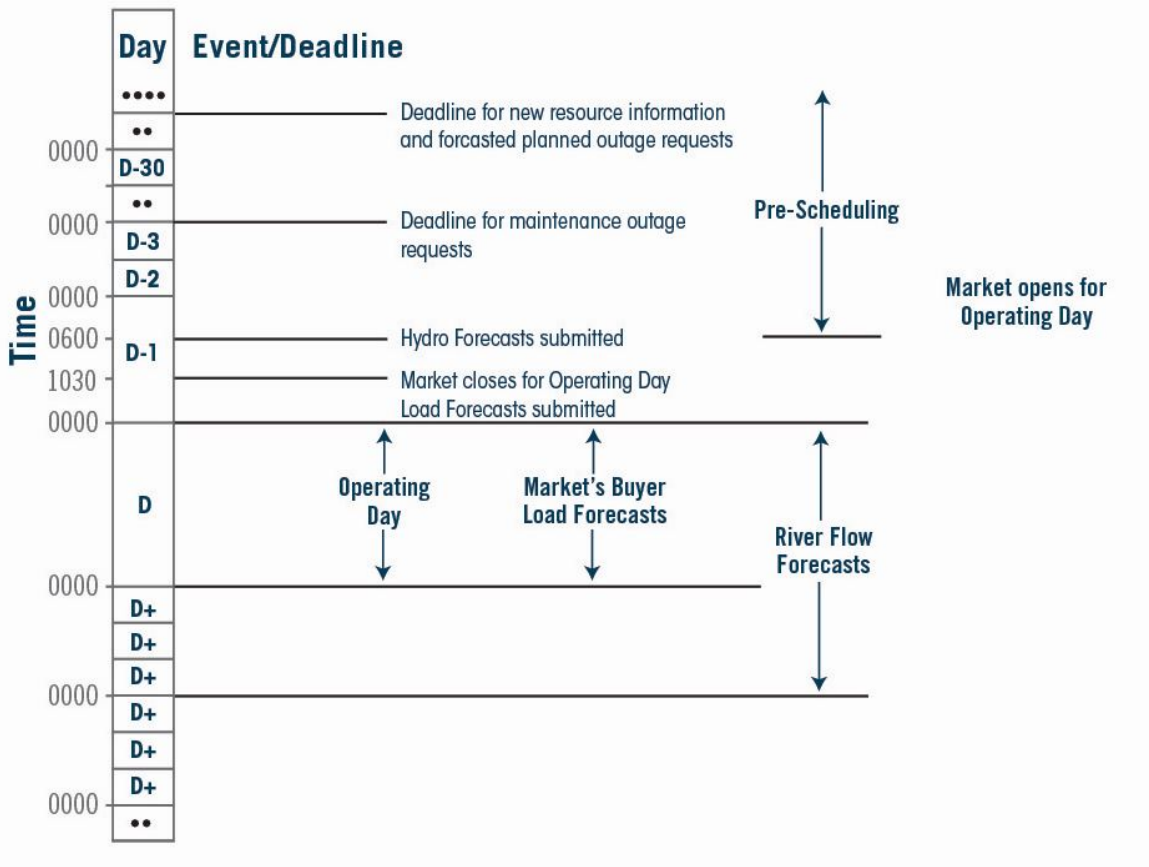 Day Event/Deadline
••••
Deadline for new resource information
and forcasted planned outage requests
••
0000
D-30
••
Pre-Scheduling
0000
Deadline for maintenance outage
requests
D-3
D-2
Market opens for
Operating Day
0000
Time
0600
Hydro Forecasts submitted
D-1
1030
Market closes for Operating Day
Load Forecasts submitted
0000
Operating
Day
Market's Buyer
Load Forecasts
D
River Flow
Forecasts
0000
D+
D+
D+
0000
D+
D+
D+
0000
••